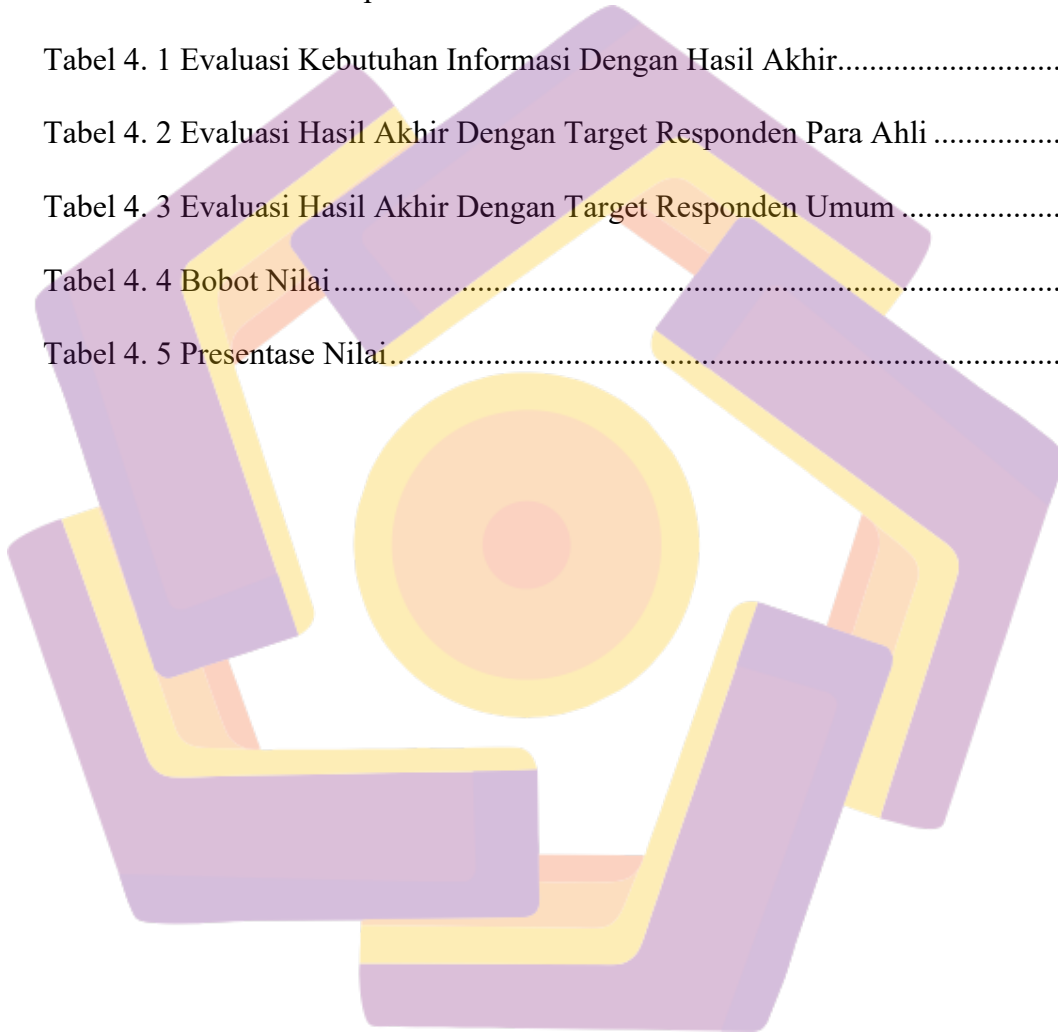 Tabel 4. 1 Evaluasi Kebutuhan Informasi Dengan Hasil Akhir............................
Tabel 4. 2 Evaluasi Hasil Akhir Dengan Target Responden Para Ahli ................
Tabel 4. 3 Evaluasi Hasil Akhir Dengan Target Responden Umum ....................
Tabel 4. 4 Bobot Nilai..........................................................................................
Tabel 4. 5 Presentase Nilai...................................................................................